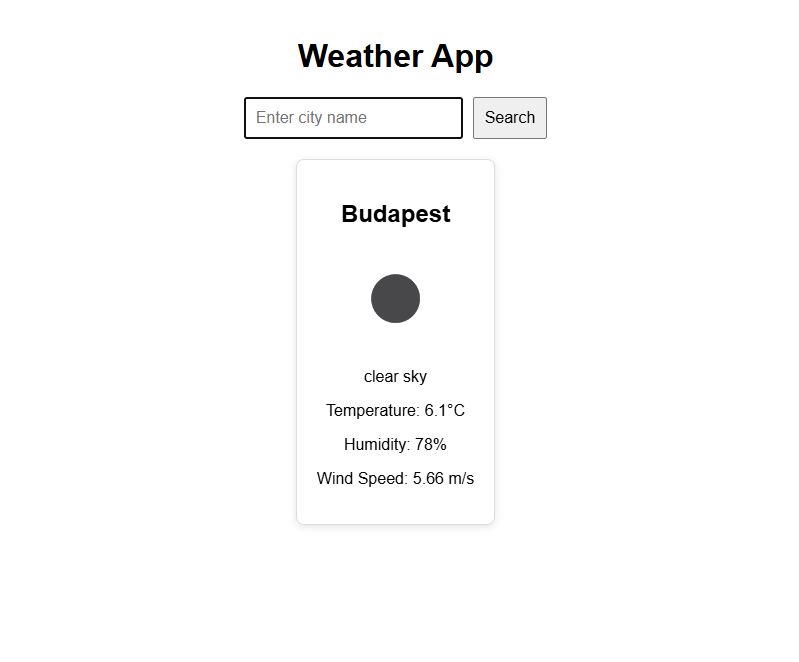 Weather App
Enter city name
Search
Budapest
clear sky
Temperature: 6.1°C
Humidity: 78%
Wind Speed: 5.66 m/s